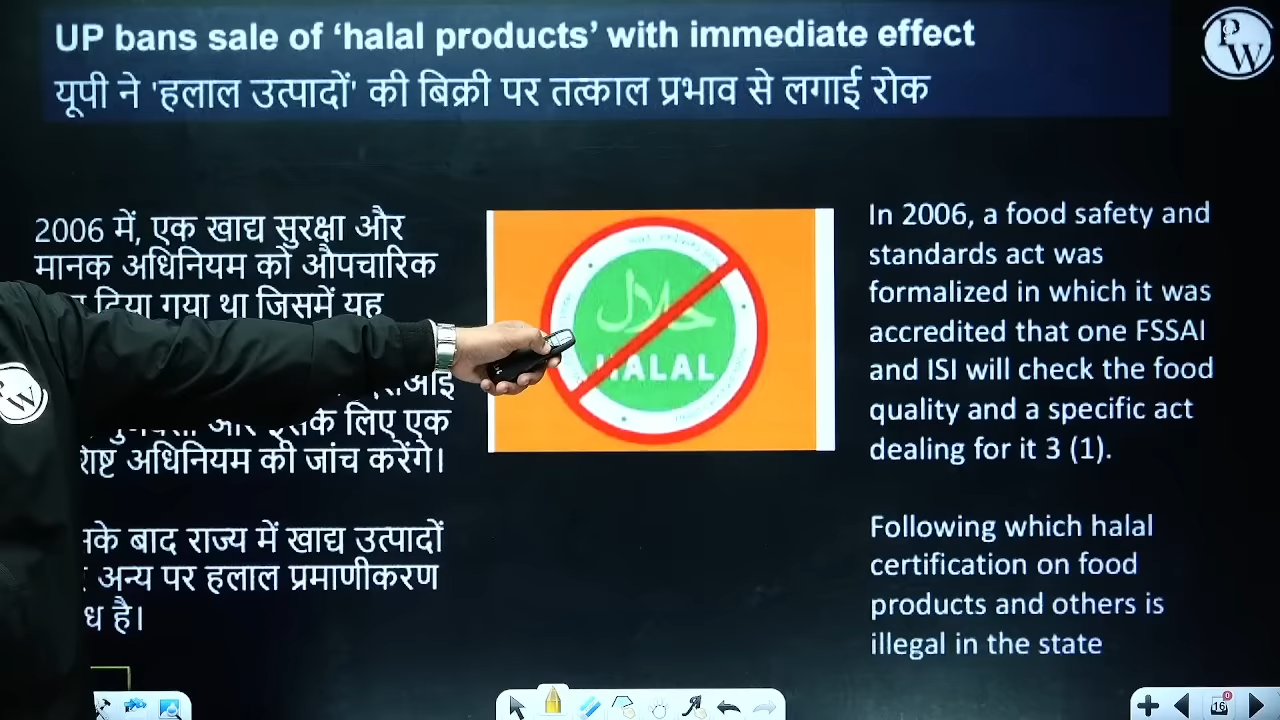 UP bans sale of ‘halal products’ with immediate effect
यूपी ने 'हलाल उत्पादों' की बिक्री पर तत्काल प्रभाव से लगाई रोक
PW
2006 में, एक खाद्य सुरक्षा और
मानक अधिनियम को औपचारिक
दिया गया था जिसमें यह
के लिए एक
अधिनियम की जांच करेंगे।
के बाद राज्य में खाद्य उत्पादों
अन्य पर हलाल प्रमाणीकरण
है।
حلال
HALAL
In 2006, a food safety and
standards act was
formalized in which it was
accredited that one FSSAI
and ISI will check the food
quality and a specific act
dealing for it 3 (1).
Following which halal
certification on food
products and others is
illegal in the state
PW
16